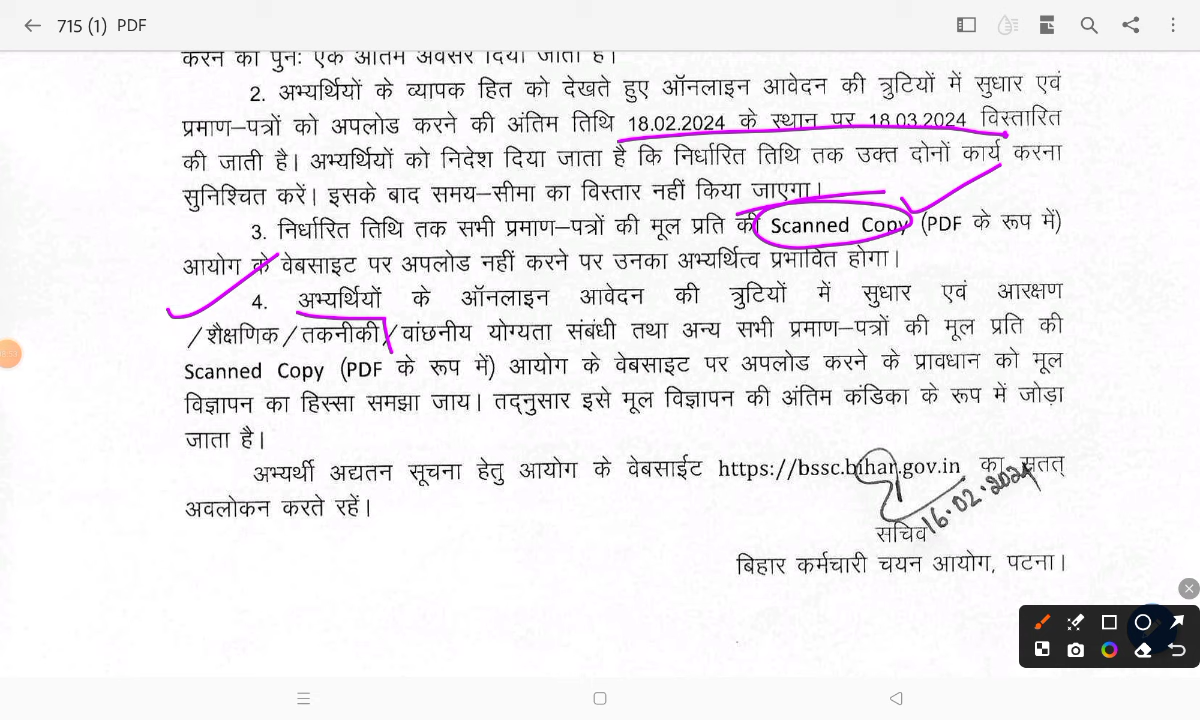 715 (1) PDF
करने का पुनः एक अंतिम अवसर दिया जाता है।
2. अभ्यर्थियों के व्यापक हित को देखते हुए ऑनलाइन आवेदन की त्रुटियों में सुधार एवं
प्रमाण–पत्रों को अपलोड करने की अंतिम तिथि 18.02.2024 के स्थान पर 18.03.2024 विस्तारित
की जाती है। अभ्यर्थियों को निदेश दिया जाता है कि निर्धारित तिथि तक उक्त दोनों कार्य करना
सुनिश्चित करें। इसके बाद समय–सीमा का विस्तार नहीं किया जाएगा।
3. निर्धारित तिथि तक सभी प्रमाण–पत्रों की मूल प्रति की Scanned Copy (PDF के रूप में)
आयोग के वेबसाइट पर अपलोड नहीं करने पर उनका अभ्यर्थित्व प्रभावित होगा।
4. अभ्यर्थियों के ऑनलाइन आवेदन की त्रुटियों में सुधार एवं आरक्षण
/शैक्षणिक/तकनीकी/वांछनीय योग्यता संबंधी तथा अन्य सभी प्रमाण–पत्रों की मूल प्रति की
Scanned Copy (PDF के रूप में) आयोग के वेबसाइट पर अपलोड करने के प्रावधान को मूल
विज्ञापन का हिस्सा समझा जाय। तद्नुसार इसे मूल विज्ञापन की अंतिम कंडिका के रूप में जोड़ा
जाता है।
अभ्यर्थी अद्यतन सूचना हेतु आयोग के वेबसाईट https://bssc.bihar.gov.in का सतत्
अवलोकन करते रहें।
16.02.2024
सचिव
बिहार कर्मचारी चयन आयोग, पटना।